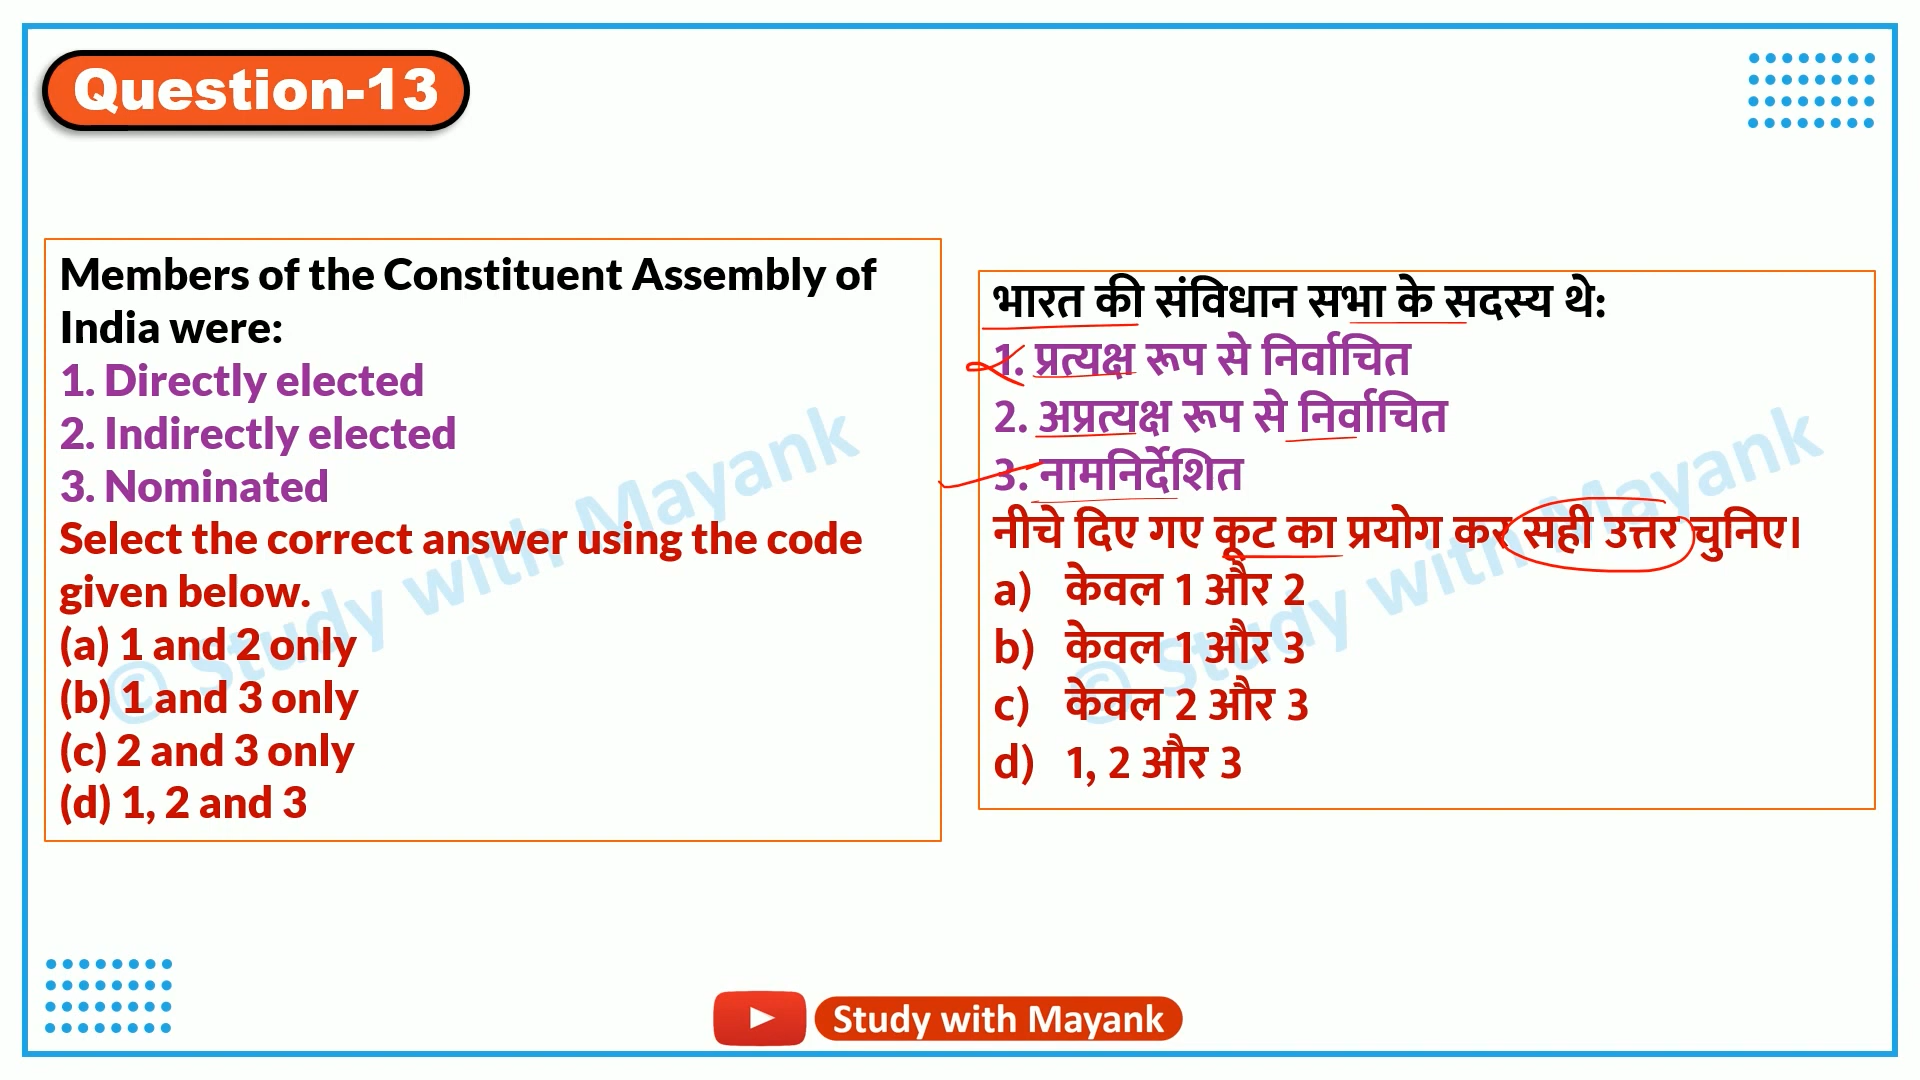 Question-13
Members of the Constituent Assembly of
India were:
1. Directly elected
2. Indirectly elected
3. Nominated
Select the correct answer using the code
given below.
(a) 1 and 2 only
(b) 1 and 3 only
(c) 2 and 3 only
(d) 1, 2 and 3
© Study with Mayank
भारत की संविधान सभा के सदस्य थे:
1. प्रत्यक्ष रूप से निर्वाचित
2. अप्रत्यक्ष रूप से निर्वाचित
3. नामनिर्देशित
नीचे दिए गए कूट का प्रयोग कर सही उत्तर चुनिए।
a) केवल 1 और 2
b) केवल 1 और 3
c) केवल 2 और 3
d) 1, 2 और 3
© Study with Mayank
Study with Mayank